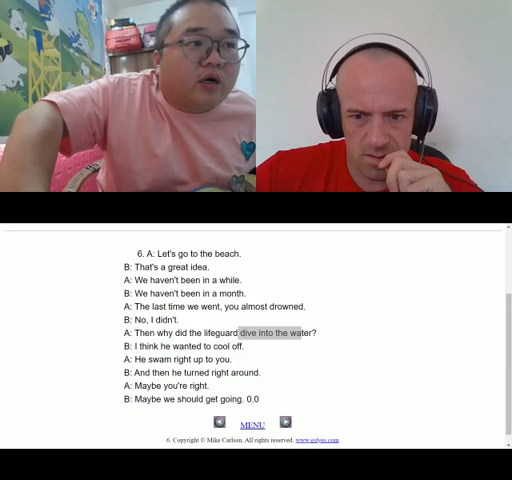 6. A: Let's go to the beach.
B: That's a great idea.
A: We haven't been in a while.
B: We haven't been in a month.
A: The last time we went, you almost drowned.
B: No, I didn't.
A: Then why did the lifeguard dive into the water?
B: I think he wanted to cool off.
A: He swam right up to you.
B: And then he turned right around.
A: Maybe you're right.
B: Maybe we should get going. 0.0
MENU
6. Copyright © Mike Carlson. All rights reserved. www.eslyes.com